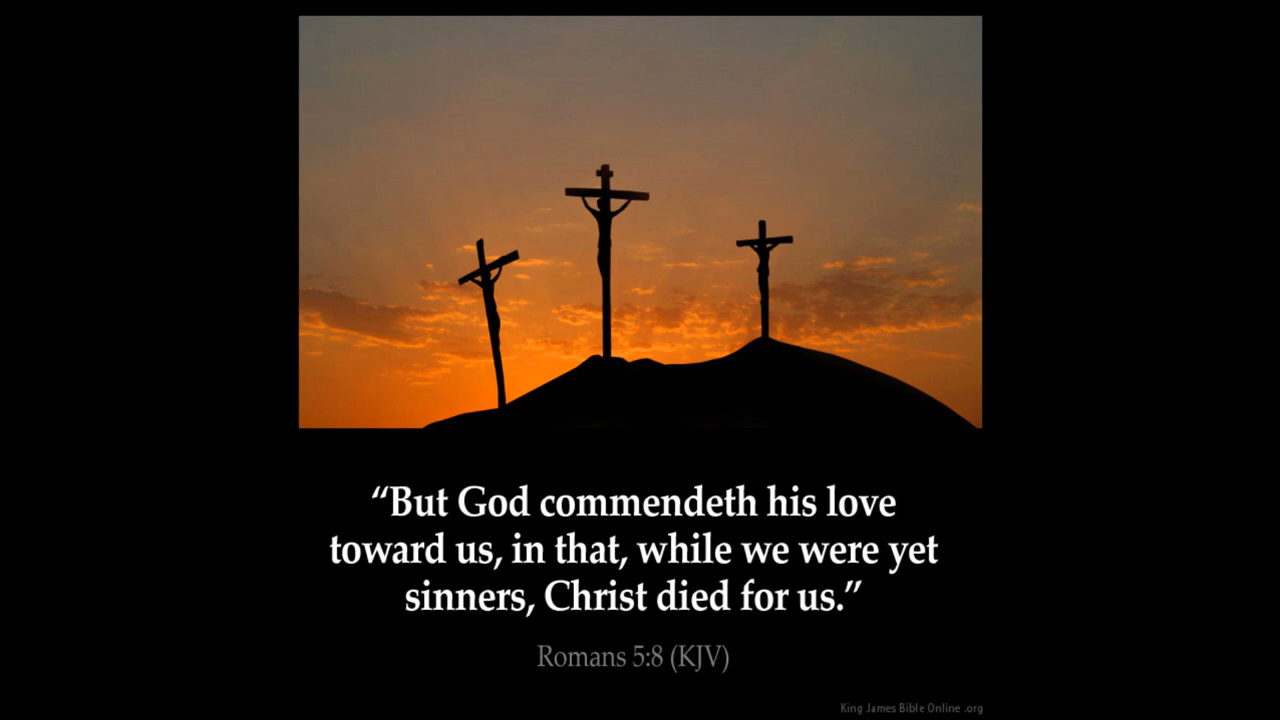 “But God commendeth his love
toward us, in that, while we were yet
sinners, Christ died for us.”
Romans 5:8 (KJV)
King James Bible Online .org